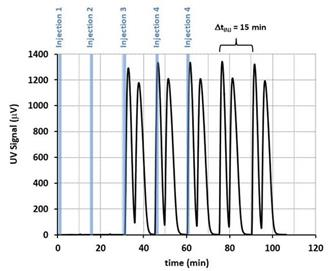 Injection 1
Injection 2
Injection 3
Injection 4
Injection 4
Δt_INJ = 15 min
UV Signal (µV)
1400
1200
1000
800
600
400
200
0
0
20
40
60
80
100
120
time (min)